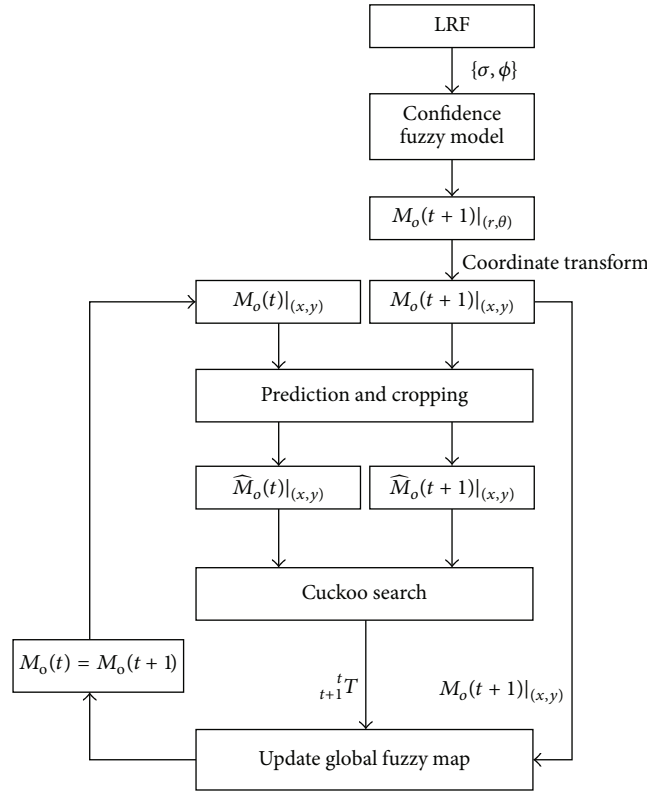 LRF
{σ, ϕ}
Confidence
fuzzy model
M_o(t + 1)|_(r,θ)
Coordinate transform
M_o(t)|_(x,y)
M_o(t + 1)|_(x,y)
Prediction and cropping
M̂_o(t)|_(x,y)
M̂_o(t + 1)|_(x,y)
Cuckoo search
M_o(t) = M_o(t + 1)
^t_{t+1}T
M_o(t + 1)|_(x,y)
Update global fuzzy map